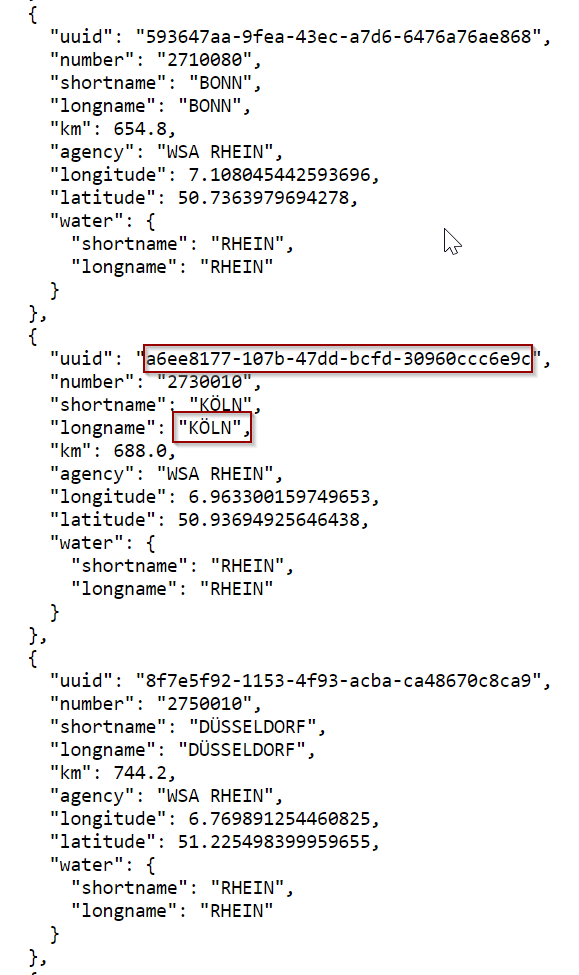 {
"uuid": "593647aa-9fea-43ec-a7d6-6476a76ae868",
"number": "2710080",
"shortname": "BONN",
"longname": "BONN",
"km": 654.8,
"agency": "WSA RHEIN",
"longitude": 7.108045442593696,
"latitude": 50.7363979694278,
"water": {
"shortname": "RHEIN",
"longname": "RHEIN"
}
},
{
"uuid": "a6ee8177-107b-47dd-bcfd-30960ccc6e9c",
"number": "2730010",
"shortname": "KÖLN",
"longname": "KÖLN",
"km": 688.0,
"agency": "WSA RHEIN",
"longitude": 6.963300159749653,
"latitude": 50.93694925646438,
"water": {
"shortname": "RHEIN",
"longname": "RHEIN"
}
},
{
"uuid": "8f7e5f92-1153-4f93-acba-ca48670c8ca9",
"number": "2750010",
"shortname": "DÜSSELDORF",
"longname": "DÜSSELDORF",
"km": 744.2,
"agency": "WSA RHEIN",
"longitude": 6.769891254460825,
"latitude": 51.225498399959655,
"water": {
"shortname": "RHEIN",
"longname": "RHEIN"
}
},